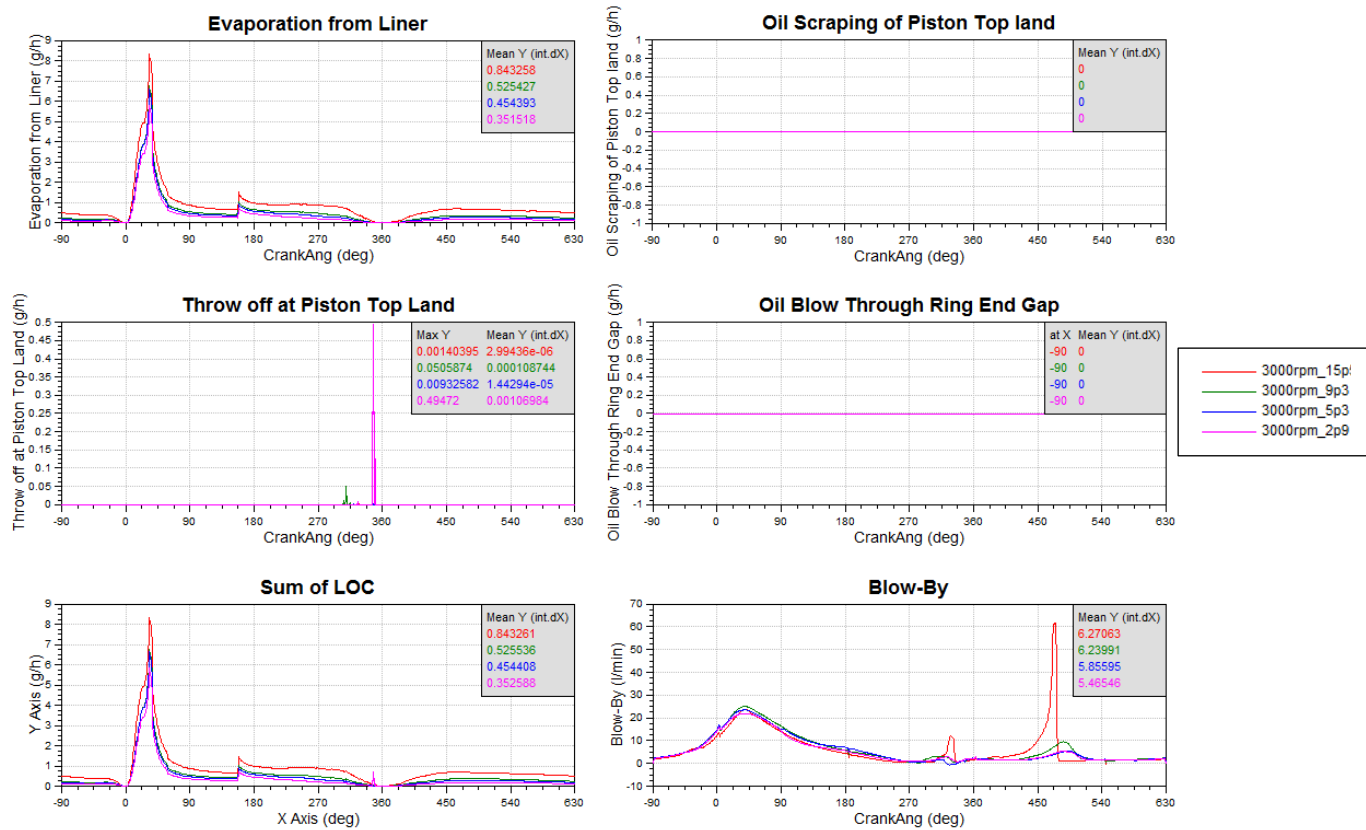 Evaporation from Liner
Evaporation from Liner (g/h)
9
8
7
6
5
4
3
2
1
0
-90 0 90 180 270 360 450 540 630
CrankAng (deg)
Mean Y (int.dX)
0.843258
0.525427
0.454393
0.351518
Oil Scraping of Piston Top land
Oil Scraping of Piston Top land (g/h)
1
0.8
0.6
0.4
0.2
0
-0.2
-0.4
-0.6
-0.8
-1
-90 0 90 180 270 360 450 540 630
CrankAng (deg)
Mean Y (int.dX)
0
0
0
0
Throw off at Piston Top Land
Throw off at Piston Top Land (g/h)
0.5
0.45
0.4
0.35
0.3
0.25
0.2
0.15
0.1
0.05
0
-90 0 90 180 270 360 450 540 630
CrankAng (deg)
Max Y Mean Y (int.dX)
0.00140395 2.99436e-06
0.0505874 0.000108744
0.00932582 1.44294e-05
0.49472 0.00106984
Oil Blow Through Ring End Gap
Oil Blow Through Ring End Gap (g/h)
1
0.8
0.6
0.4
0.2
0
-0.2
-0.4
-0.6
-0.8
-1
-90 0 90 180 270 360 450 540 630
CrankAng (deg)
at X Mean Y (int.dX)
-90 0
-90 0
-90 0
-90 0
3000rpm_15p
3000rpm_9p3
3000rpm_5p3
3000rpm_2p9
Sum of LOC
Y Axis (g/h)
9
8
7
6
5
4
3
2
1
0
-90 0 90 180 270 360 450 540 630
X Axis (deg)
Mean Y (int.dX)
0.843261
0.525536
0.454408
0.352588
Blow-By
Blow-By (l/min)
70
60
50
40
30
20
10
0
-10
-90 0 90 180 270 360 450 540 630
CrankAng (deg)
Mean Y (int.dX)
6.27063
6.23991
5.85595
5.46546